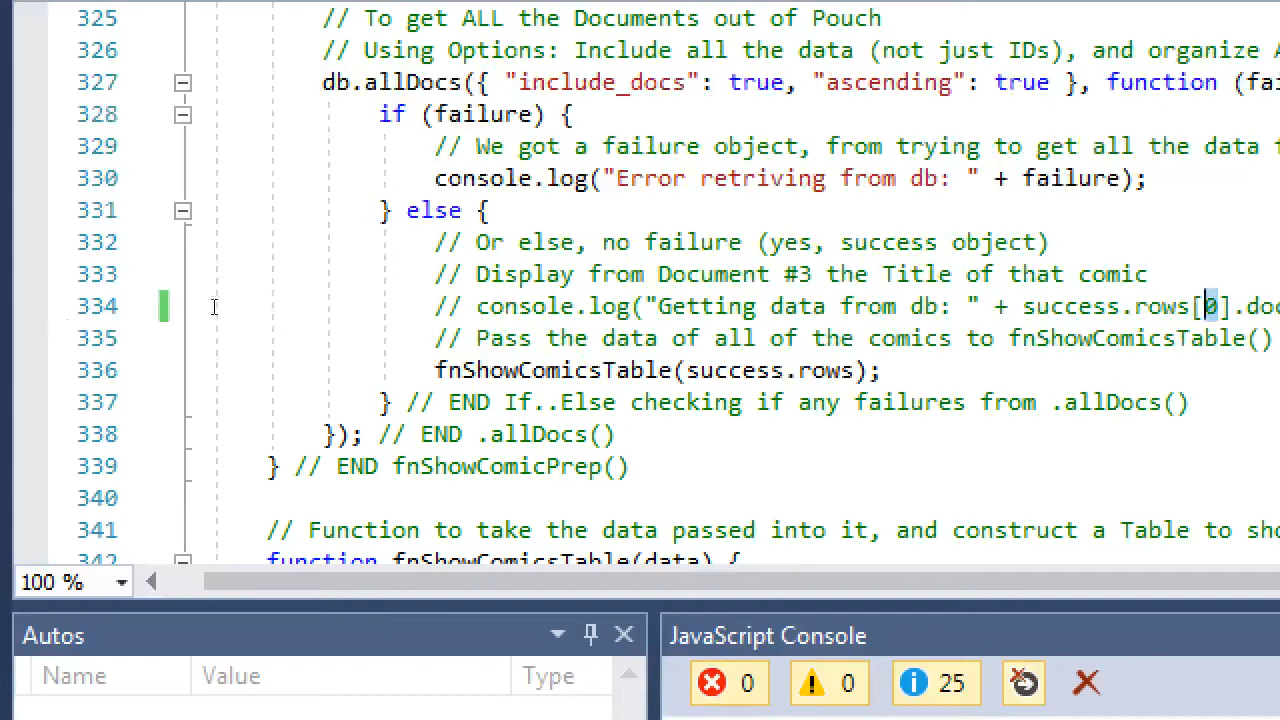 325 // To get ALL the Documents out of Pouch
326 // Using Options: Include all the data (not just IDs), and organize
327 db.allDocs({ "include_docs": true, "ascending": true }, function (fai
328 if (failure) {
329 // We got a failure object, from trying to get all the data
330 console.log("Error retriving from db: " + failure);
331 } else {
332 // Or else, no failure (yes, success object)
333 // Display from Document #3 the Title of that comic
334 // console.log("Getting data from db: " + success.rows[0].doc
335 // Pass the data of all of the comics to fnShowComicsTable()
336 fnShowComicsTable(success.rows);
337 } // END If..Else checking if any failures from .allDocs()
338 }); // END .allDocs()
339 } // END fnShowComicPrep()
340
341 // Function to take the data passed into it, and construct a Table to sho
342 function fnShowComicsTable(data) {
100 %
Autos
JavaScript Console
Name Value Type
0 0 25